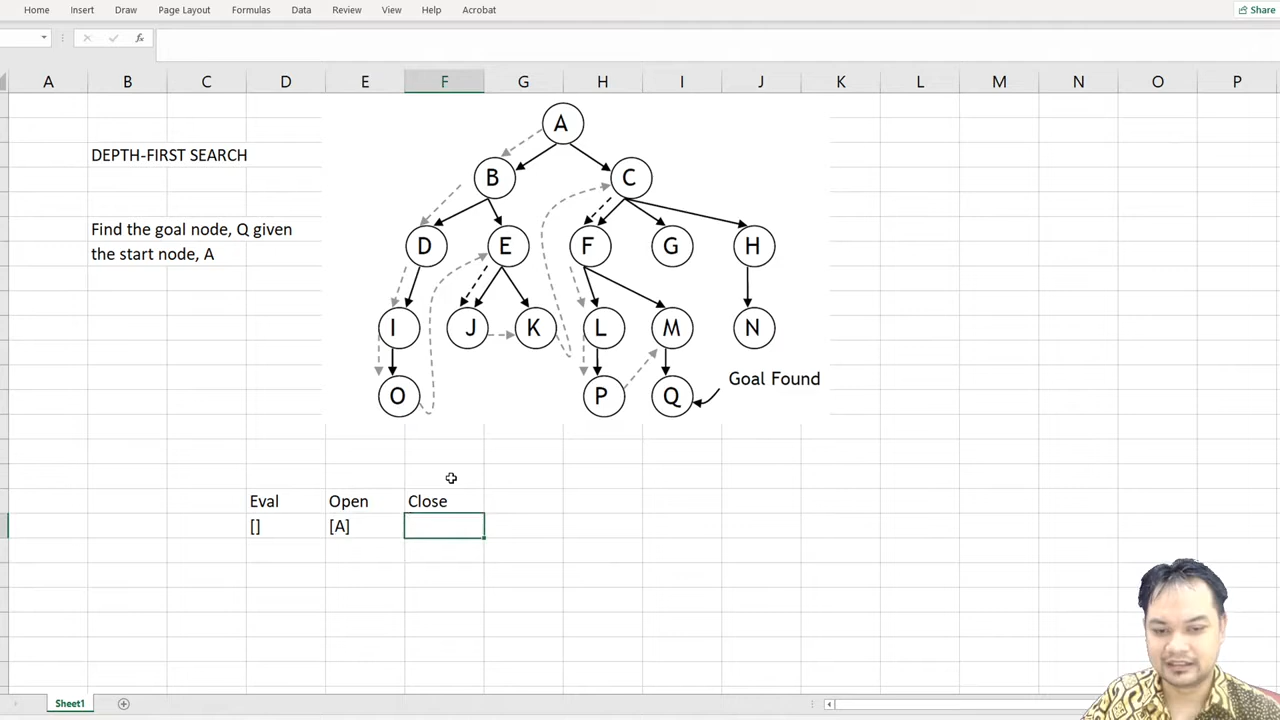 Home Insert Draw Page Layout Formulas Data Review View Help Acrobat Share
fx
A B C D E F G H I J K L M N O P
DEPTH-FIRST SEARCH
Find the goal node, Q given
the start node, A
A
B C
D E F G H
I J K L M N
Goal Found
O P Q
Eval Open Close
[] [A]
Sheet1